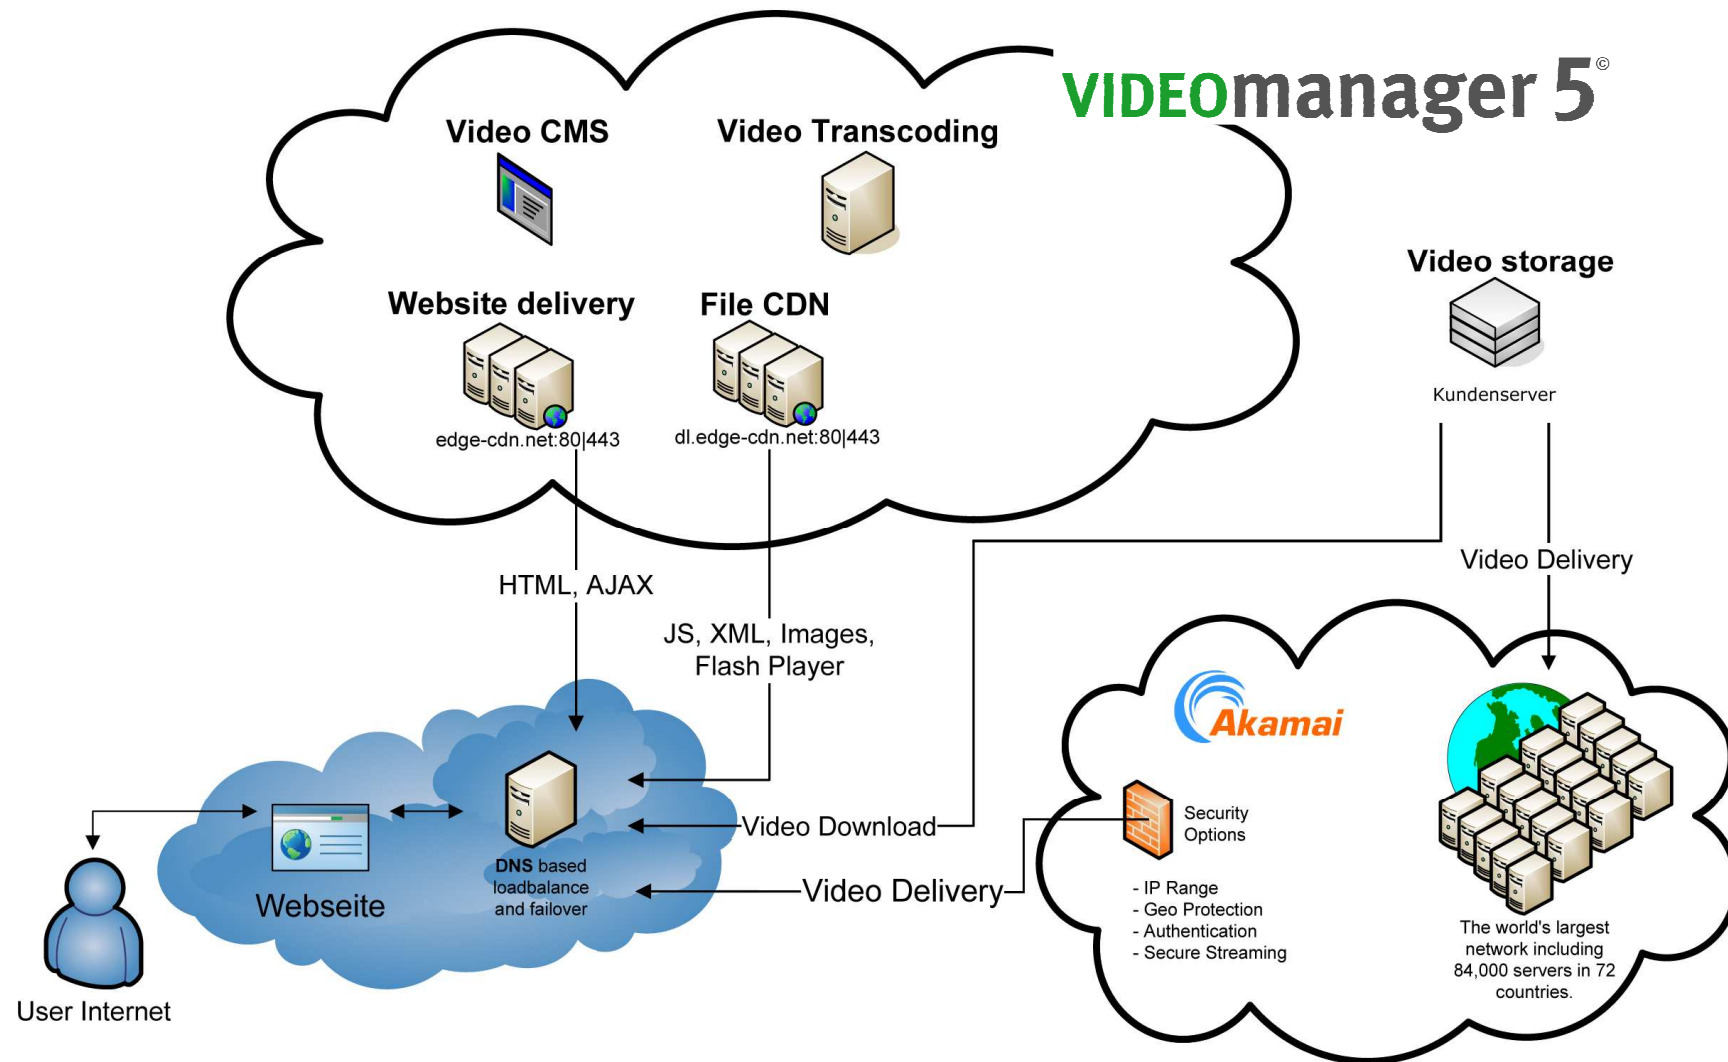 VIDEOmanager 5©
Video CMS
Video Transcoding
Website delivery
File CDN
edge-cdn.net:80|443
dl.edge-cdn.net:80|443
Video storage
Kundenserver
HTML, AJAX
JS, XML, Images,
Flash Player
Video Delivery
Video Download
Video Delivery
Akamai
Security
Options
- IP Range
- Geo Protection
- Authentication
- Secure Streaming
The world's largest
network including
84,000 servers in 72
countries.
DNS based
loadbalance
and failover
Webseite
User Internet